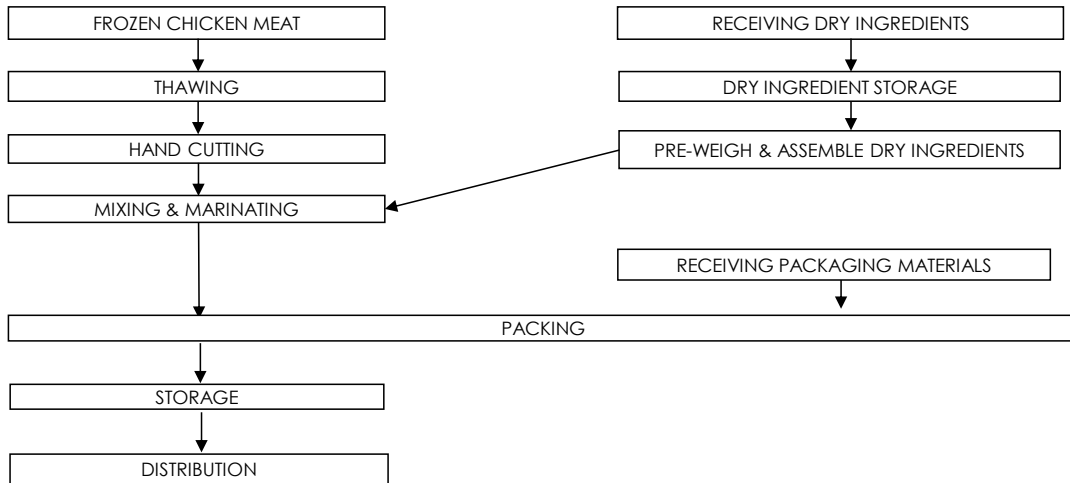 FROZEN CHICKEN MEAT
RECEIVING DRY INGREDIENTS
THAWING
DRY INGREDIENT STORAGE
HAND CUTTING
PRE-WEIGH & ASSEMBLE DRY INGREDIENTS
MIXING & MARINATING
RECEIVING PACKAGING MATERIALS
PACKING
STORAGE
DISTRIBUTION